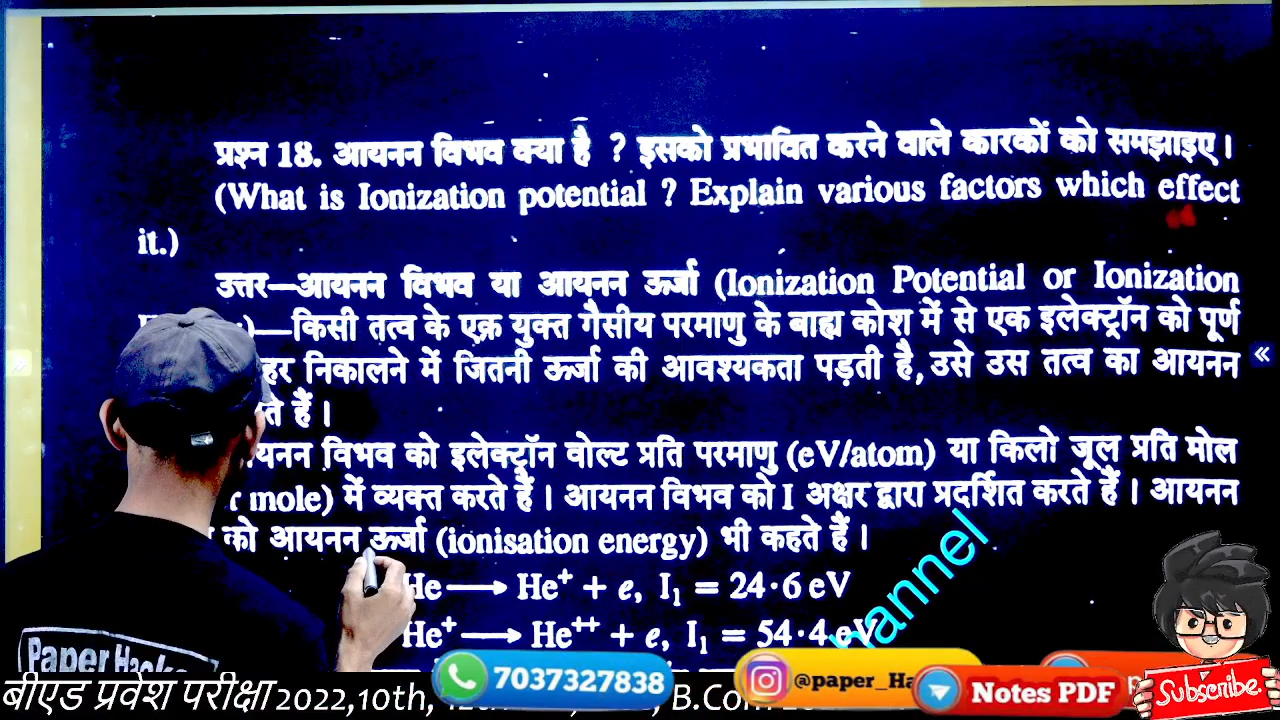 प्रश्न 18. आयनन विभव क्या है ? इसको प्रभावित करने वाले कारकों को समझाइए।
(What is Ionization potential ? Explain various factors which effect
it.)
उत्तर—आयनन विभव या आयनन ऊर्जा (Ionization Potential or Ionization
—किसी तत्व के एक युक्त गैसीय परमाणु के बाह्य कोश में से एक इलेक्ट्रॉन को पूर्ण
हर निकालने में जितनी ऊर्जा की आवश्यकता पड़ती है, उसे उस तत्व का आयनन
ते हैं।
यनन विभव को इलेक्ट्रॉन वोल्ट प्रति परमाणु (eV/atom) या किलो जूल प्रति मोल
r mole) में व्यक्त करते हैं। आयनन विभव को I अक्षर द्वारा प्रदर्शित करते हैं। आयनन
को आयनन ऊर्जा (ionisation energy) भी कहते हैं।
He ⟶ He⁺ + e, I₁ = 24·6 eV
He⁺ ⟶ He⁺⁺ + e, I₁ = 54·4 eV
hannel
«
Paper Hacke
7037327838
@paper_Ha
Notes PDF
Subscribe.
बीएड प्रवेश परीक्षा 2022,10th, B.Com